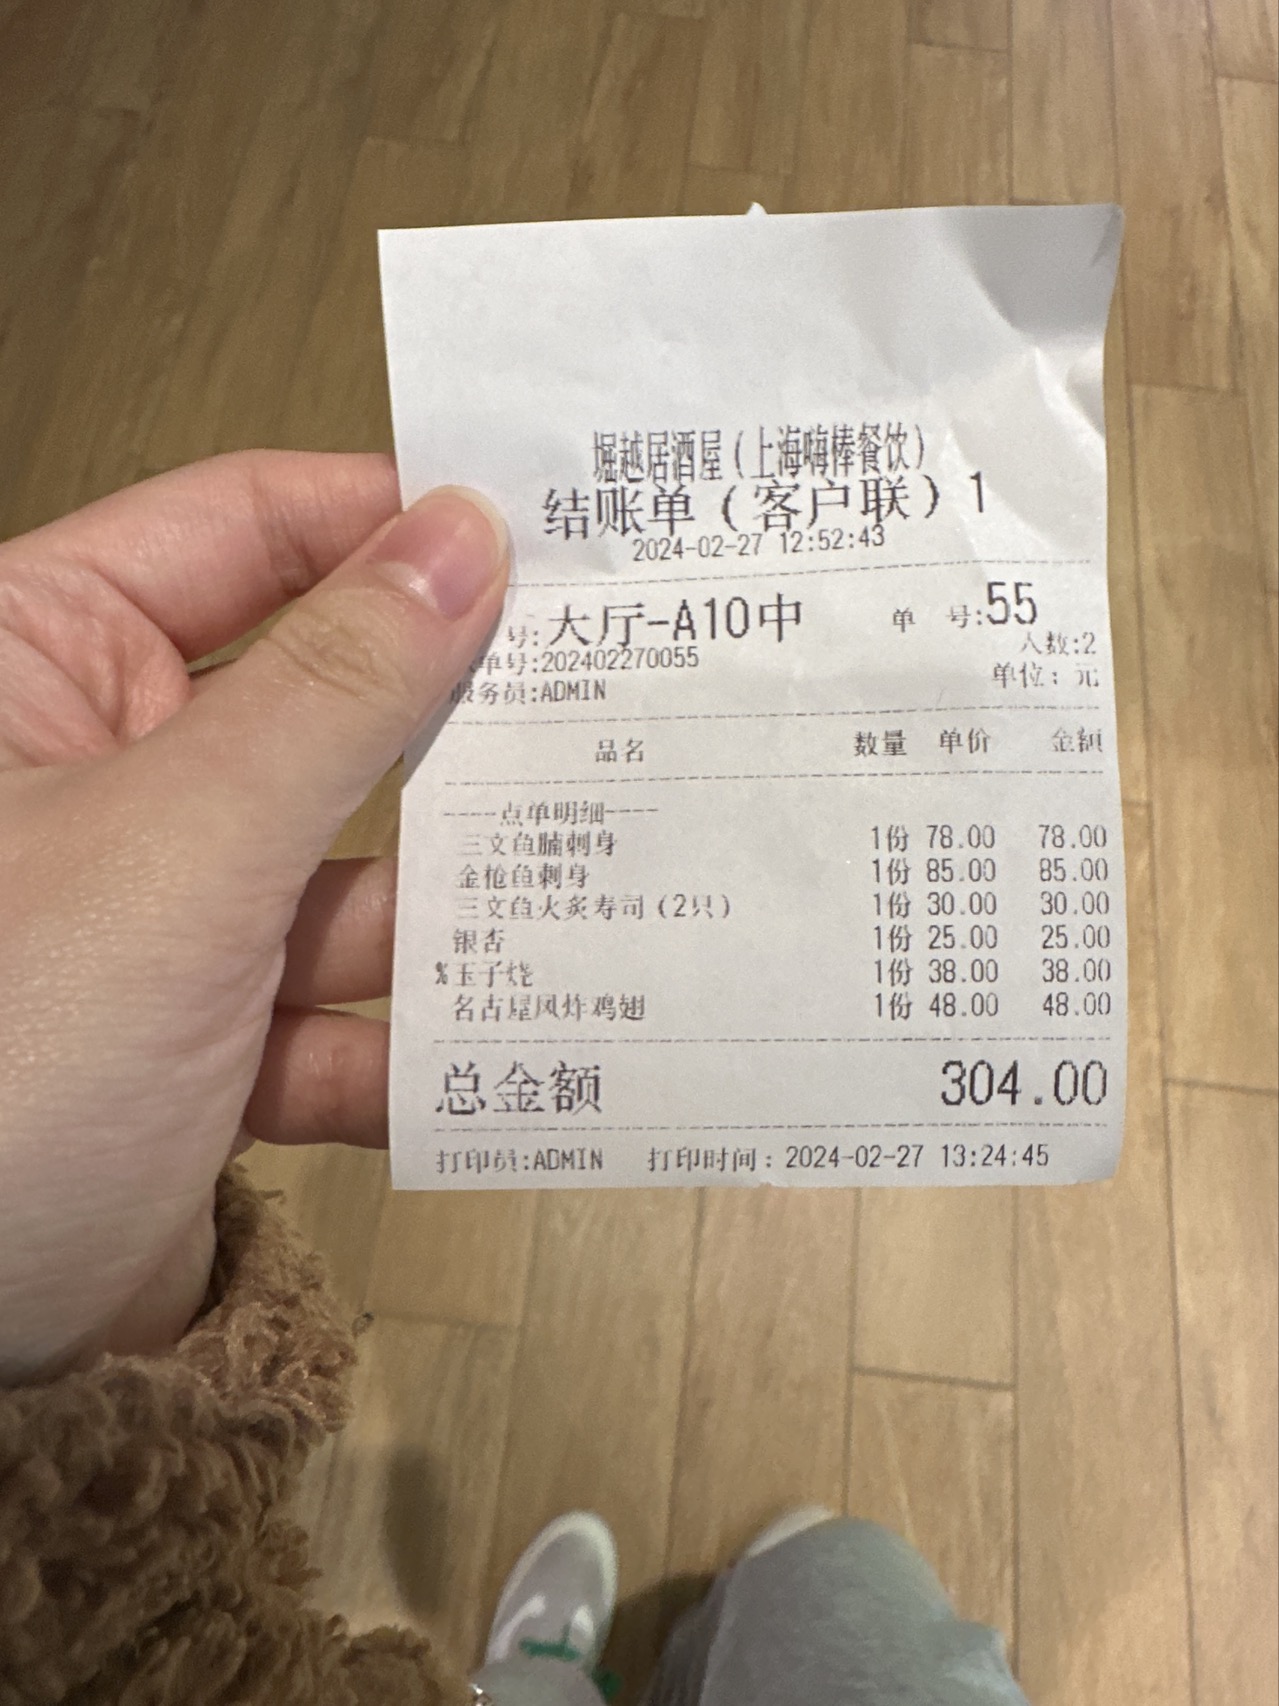 堀越居酒屋（上海嗨棒餐饮）
结账单（客户联）1
2024-02-27 12:52:43
号:大厅-A10中 单 号:55
人数:2
单号:202402270055
服务员:ADMIN 单位：元
品名 数量 单价 金额
----点单明细----
三文鱼腩刺身 1份 78.00 78.00
金枪鱼刺身 1份 85.00 85.00
三文鱼火炙寿司（2只） 1份 30.00 30.00
银杏 1份 25.00 25.00
%玉子烧 1份 38.00 38.00
名古屋风炸鸡翅 1份 48.00 48.00
总金额 304.00
打印员:ADMIN 打印时间：2024-02-27 13:24:45